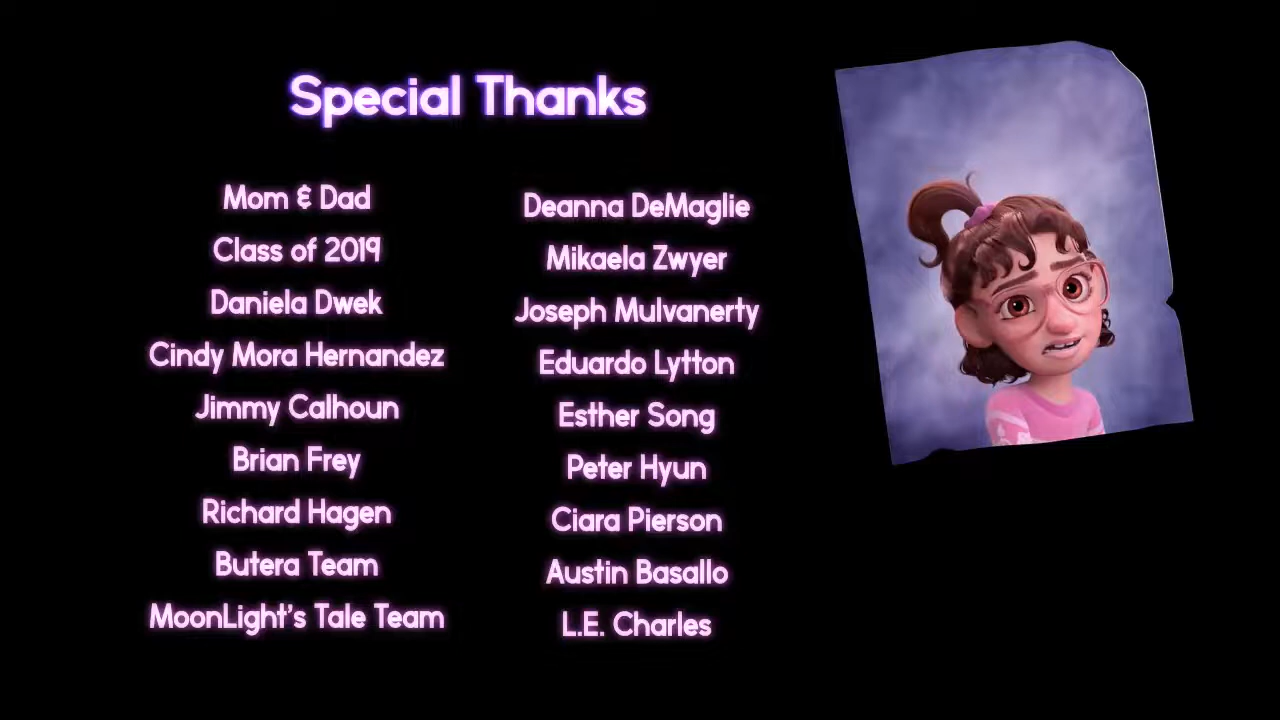 Special Thanks
Mom & Dad
Class of 2019
Daniela Dwek
Cindy Mora Hernandez
Jimmy Calhoun
Brian Frey
Richard Hagen
Butera Team
MoonLight's Tale Team
Deanna DeMaglie
Mikaela Zwyer
Joseph Mulvanerty
Eduardo Lytton
Esther Song
Peter Hyun
Ciara Pierson
Austin Basallo
L.E. Charles